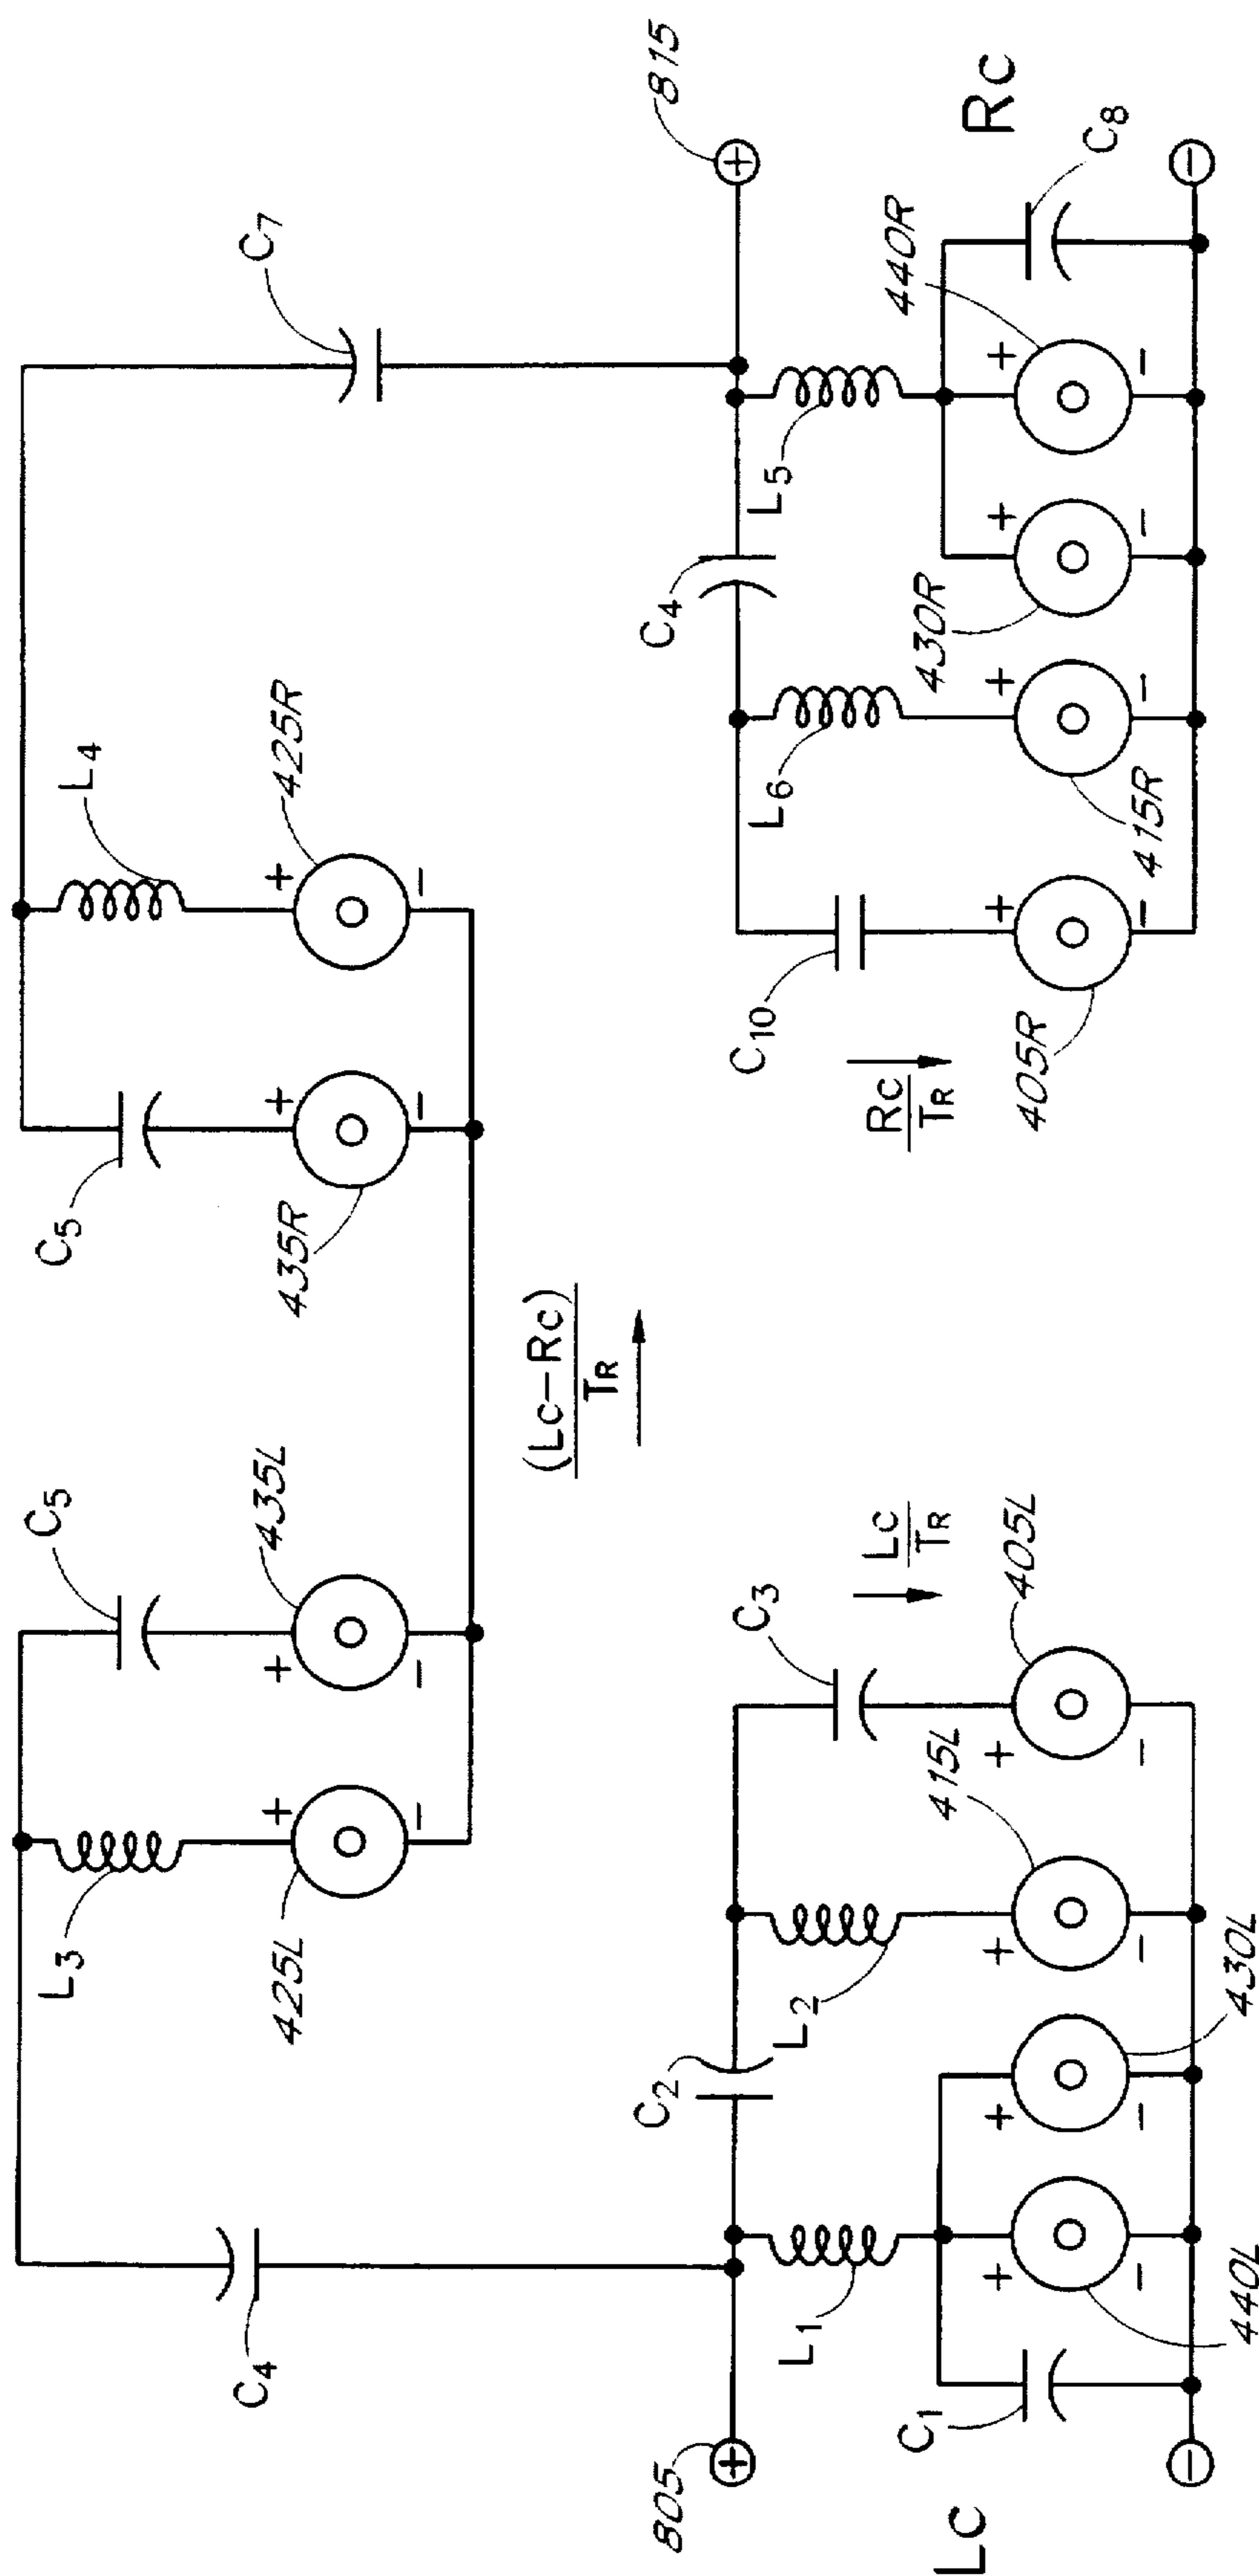 C4
L3
425L
C5
435L
(Lc-Rc)
TR
C5
435R
L4
425R
C7
805
+
Lc
-
C1
L1
440L
+
-
430L
+
-
C2
L2
415L
+
-
C3
405L
+
-
Lc
TR
+
-
+
-
+
-
+
-
Rc
TR
C10
405R
+
-
L6
415R
+
-
C4
430R
+
-
L5
440R
+
-
C8
Rc
815
+
-